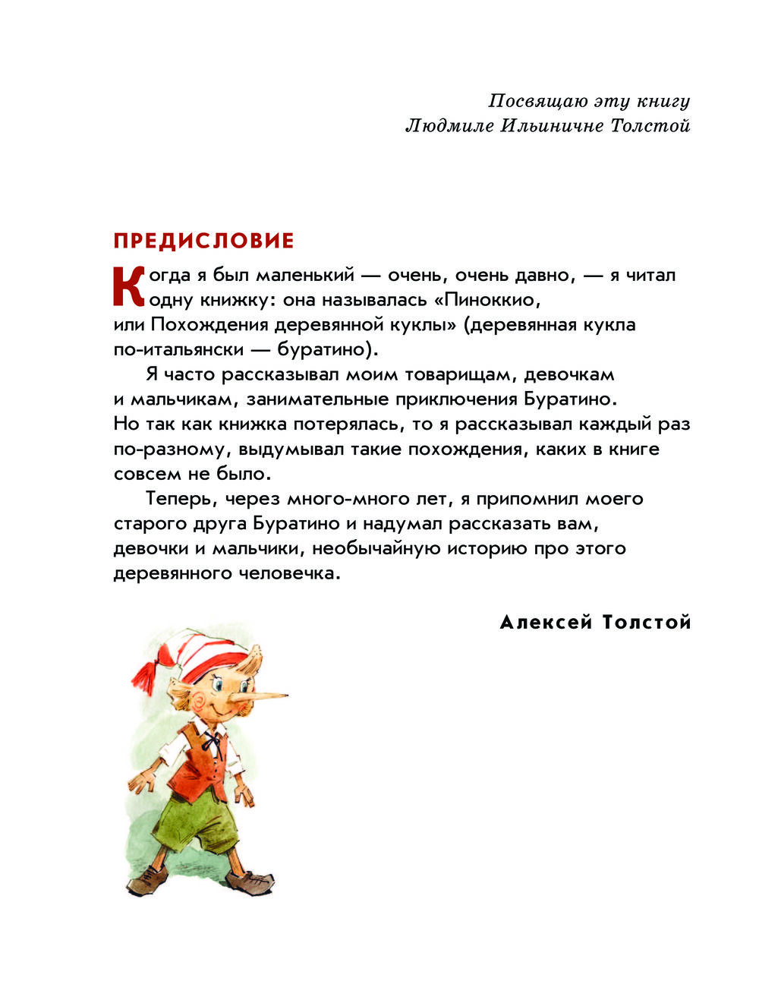 Посвящаю эту книгу
Людмиле Ильиничне Толстой
ПРЕДИСЛОВИЕ
Когда я был маленький — очень, очень давно, — я читал
одну книжку: она называлась «Пиноккио,
или Похождения деревянной куклы» (деревянная кукла
по-итальянски — буратино).
Я часто рассказывал моим товарищам, девочкам
и мальчикам, занимательные приключения Буратино.
Но так как книжка потерялась, то я рассказывал каждый раз
по-разному, выдумывал такие похождения, каких в книге
совсем не было.
Теперь, через много-много лет, я припомнил моего
старого друга Буратино и надумал рассказать вам,
девочки и мальчики, необычайную историю про этого
деревянного человечка.
Алексей Толстой